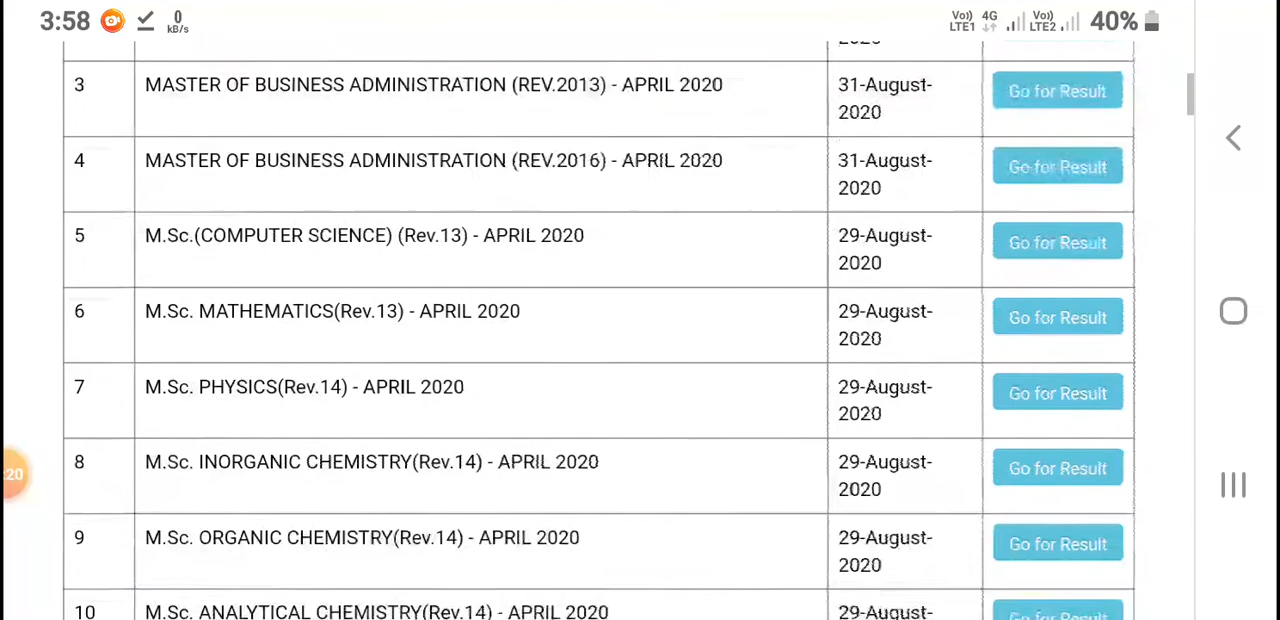 3:58 0 kB/s Vo)) LTE1 4G Vo)) LTE2 40%
2020
3 MASTER OF BUSINESS ADMINISTRATION (REV.2013) - APRIL 2020 31-August- Go for Result
2020
4 MASTER OF BUSINESS ADMINISTRATION (REV.2016) - APRIL 2020 31-August- Go for Result
2020
5 M.Sc.(COMPUTER SCIENCE) (Rev.13) - APRIL 2020 29-August- Go for Result
2020
6 M.Sc. MATHEMATICS(Rev.13) - APRIL 2020 29-August- Go for Result
2020
7 M.Sc. PHYSICS(Rev.14) - APRIL 2020 29-August- Go for Result
2020
8 M.Sc. INORGANIC CHEMISTRY(Rev.14) - APRIL 2020 29-August- Go for Result
:20 2020
9 M.Sc. ORGANIC CHEMISTRY(Rev.14) - APRIL 2020 29-August- Go for Result
2020
10 M.Sc. ANALYTICAL CHEMISTRY(Rev.14) - APRIL 2020 29-August- Go for Result